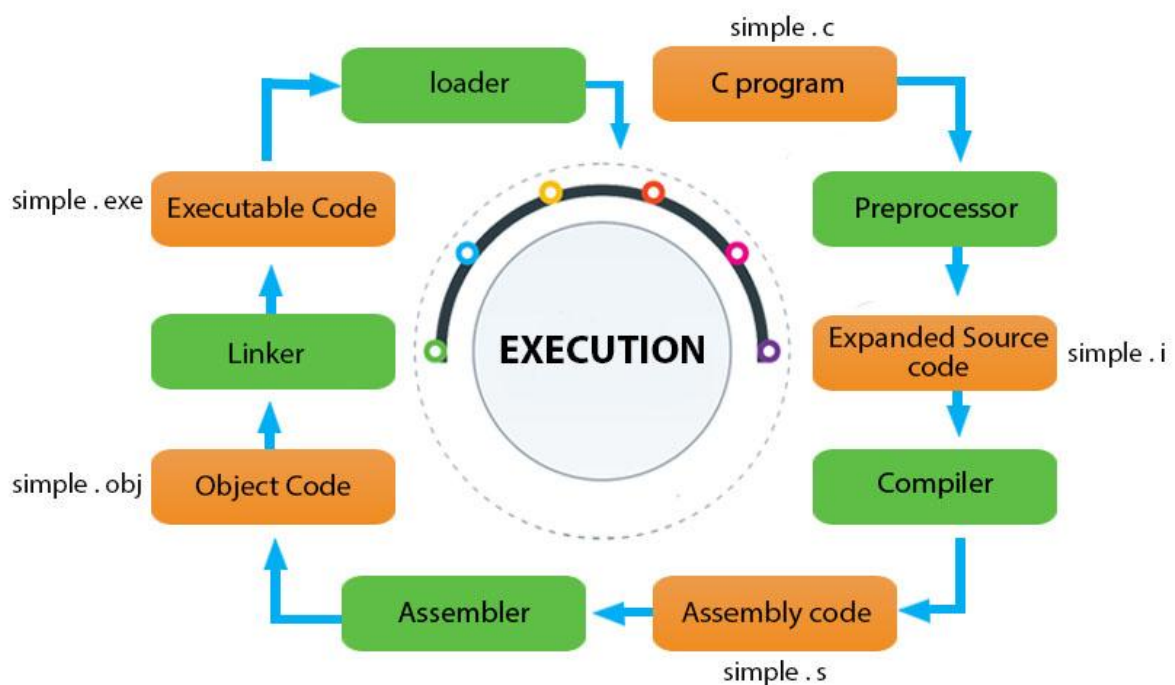 simple . c
C program
Preprocessor
Expanded Source
code
simple . i
Compiler
Assembly code
simple . s
Assembler
Object Code
simple . obj
Linker
Executable Code
simple . exe
loader
EXECUTION